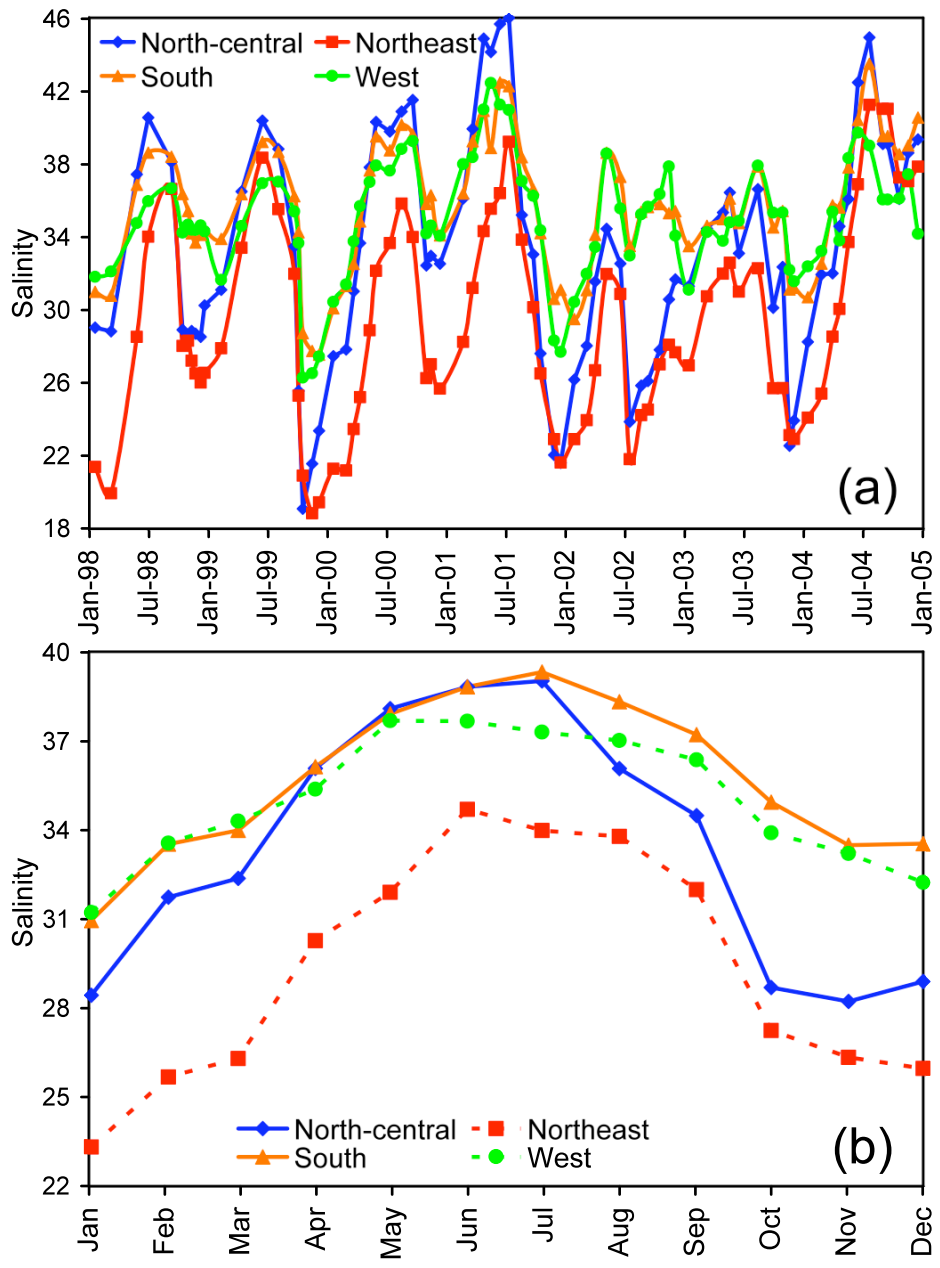 46
42
38
34
30
26
22
18
Salinity
North-central
Northeast
South
West
(a)
Jan-98
Jul-98
Jan-99
Jul-99
Jan-00
Jul-00
Jan-01
Jul-01
Jan-02
Jul-02
Jan-03
Jul-03
Jan-04
Jul-04
Jan-05
40
37
34
31
28
25
22
Salinity
North-central
Northeast
South
West
(b)
Jan
Feb
Mar
Apr
May
Jun
Jul
Aug
Sep
Oct
Nov
Dec